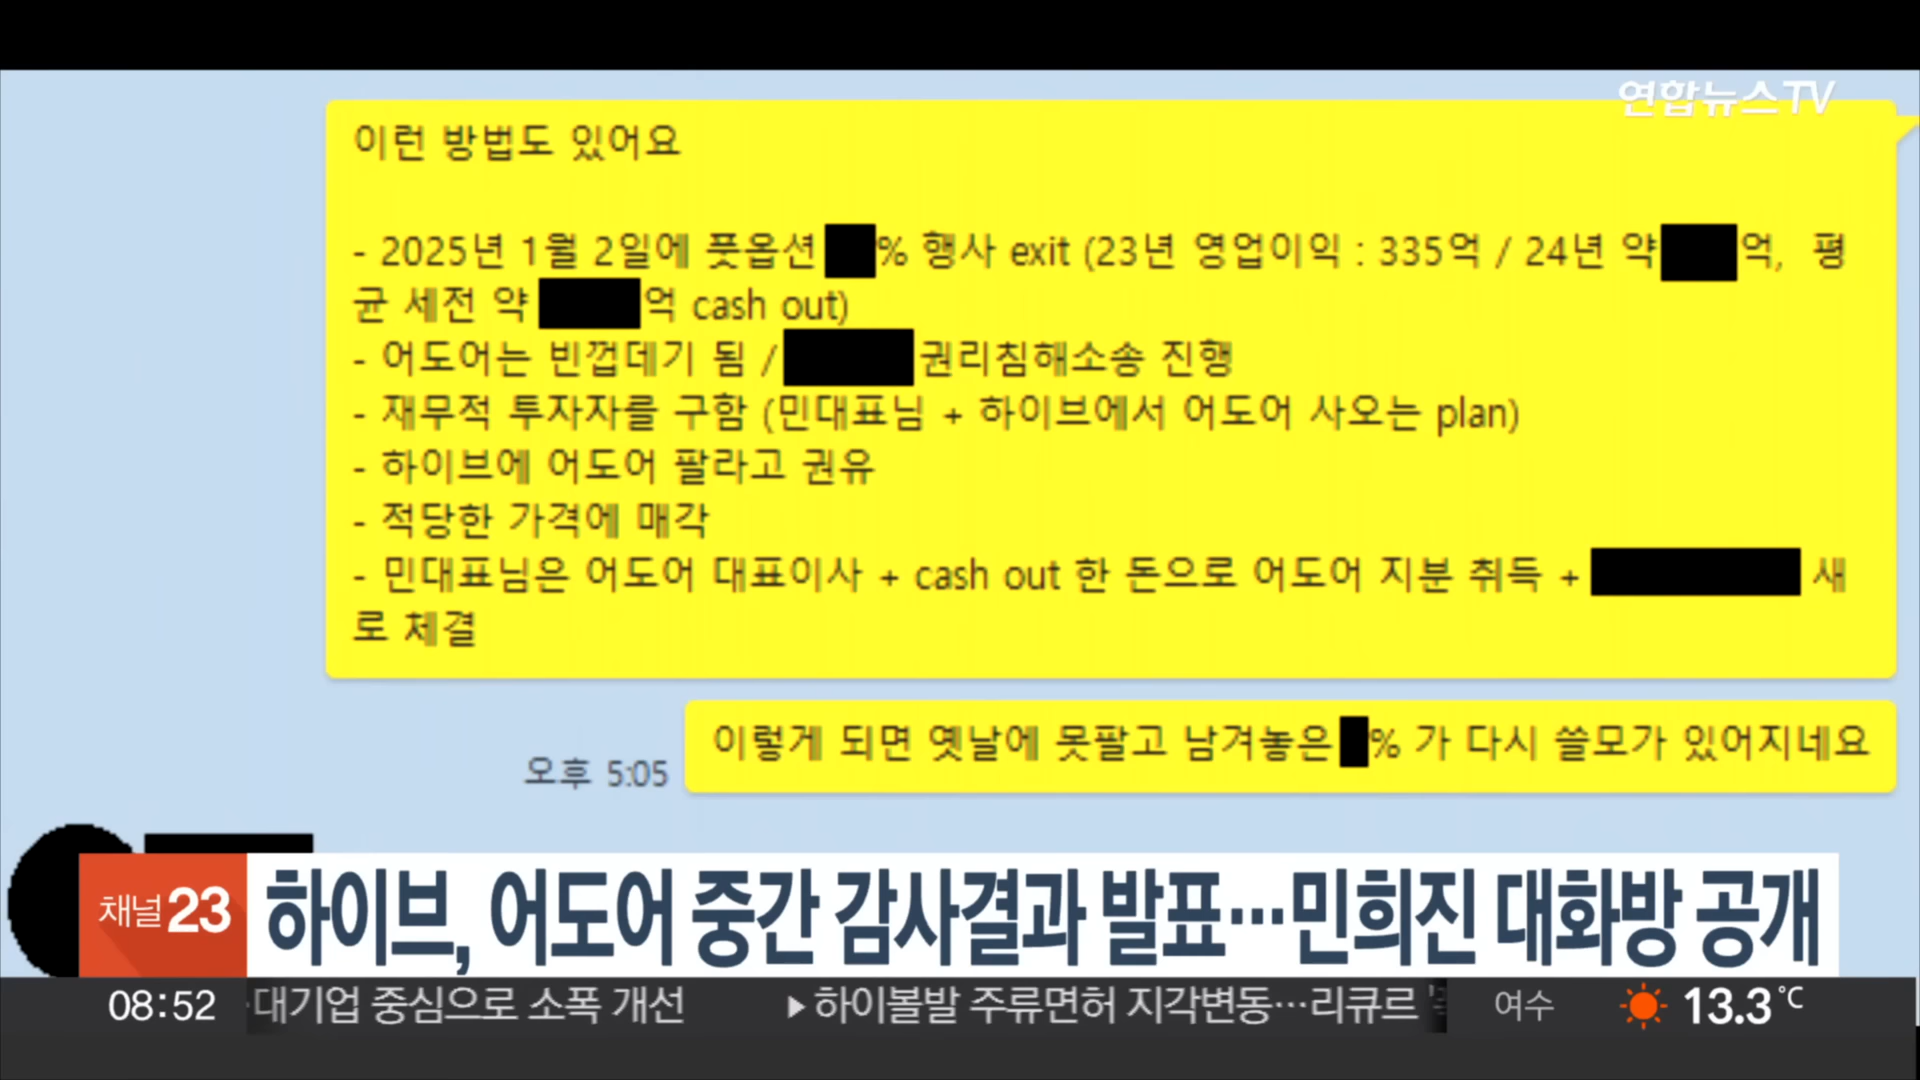 연합뉴스TV
이런 방법도 있어요
- 2025년 1월 2일에 풋옵션 % 행사 exit (23년 영업이익 : 335억 / 24년 약 억, 평
균 세전 약 억 cash out)
- 어도어는 빈껍데기 됨 / 권리침해소송 진행
- 재무적 투자자를 구함 (민대표님 + 하이브에서 어도어 사오는 plan)
- 하이브에 어도어 팔라고 권유
- 적당한 가격에 매각
- 민대표님은 어도어 대표이사 + cash out 한 돈으로 어도어 지분 취득 + 새
로 체결
이렇게 되면 옛날에 못팔고 남겨놓은 % 가 다시 쓸모가 있어지네요
오후 5:05
채널23
하이브, 어도어 중간 감사결과 발표…민희진 대화방 공개
08:52
대기업 중심으로 소폭 개선 ▶하이볼발 주류면허 지각변동…리큐르
여수 13.3℃